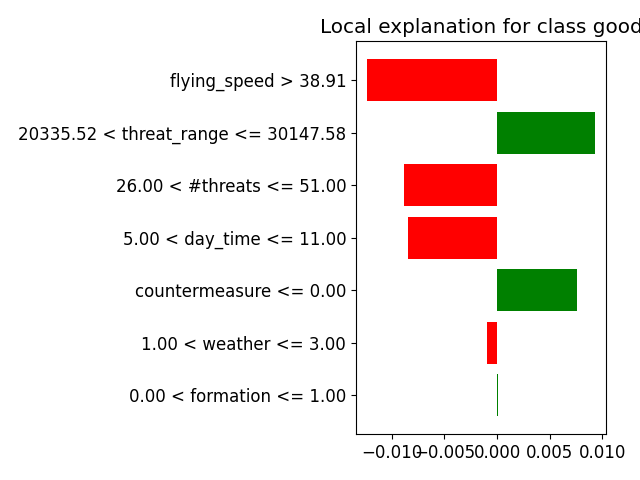 Local explanation for class good
flying_speed > 38.91
20335.52 < threat_range <= 30147.58
26.00 < #threats <= 51.00
5.00 < day_time <= 11.00
countermeasure <= 0.00
1.00 < weather <= 3.00
0.00 < formation <= 1.00
−0.010 −0.005 0.000 0.005 0.010